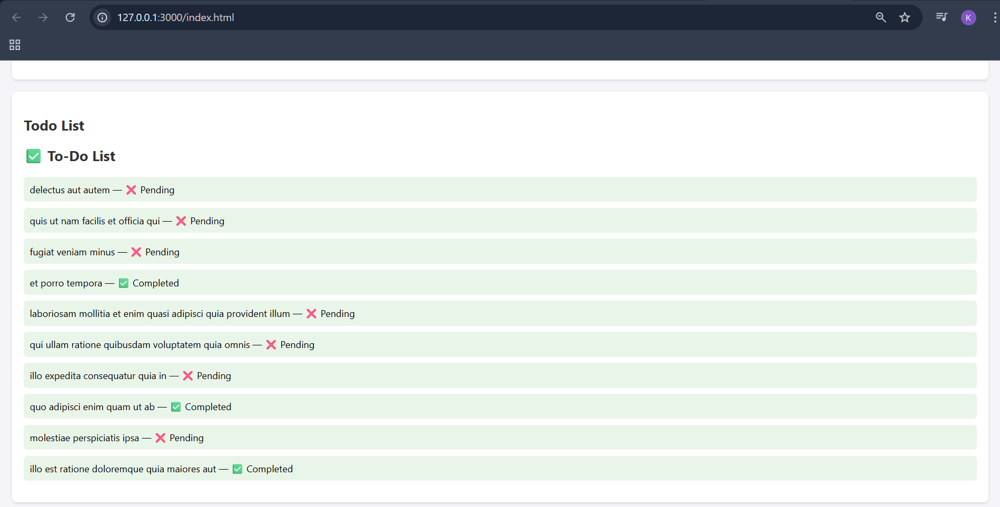 127.0.0.1:3000/index.html
K
Todo List
✅ To-Do List
delectus aut autem — ❌ Pending
quis ut nam facilis et officia qui — ❌ Pending
fugiat veniam minus — ❌ Pending
et porro tempora — ✅ Completed
laboriosam mollitia et enim quasi adipisci quia provident illum — ❌ Pending
qui ullam ratione quibusdam voluptatem quia omnis — ❌ Pending
illo expedita consequatur quia in — ❌ Pending
quo adipisci enim quam ut ab — ✅ Completed
molestiae perspiciatis ipsa — ❌ Pending
illo est ratione doloremque quia maiores aut — ✅ Completed